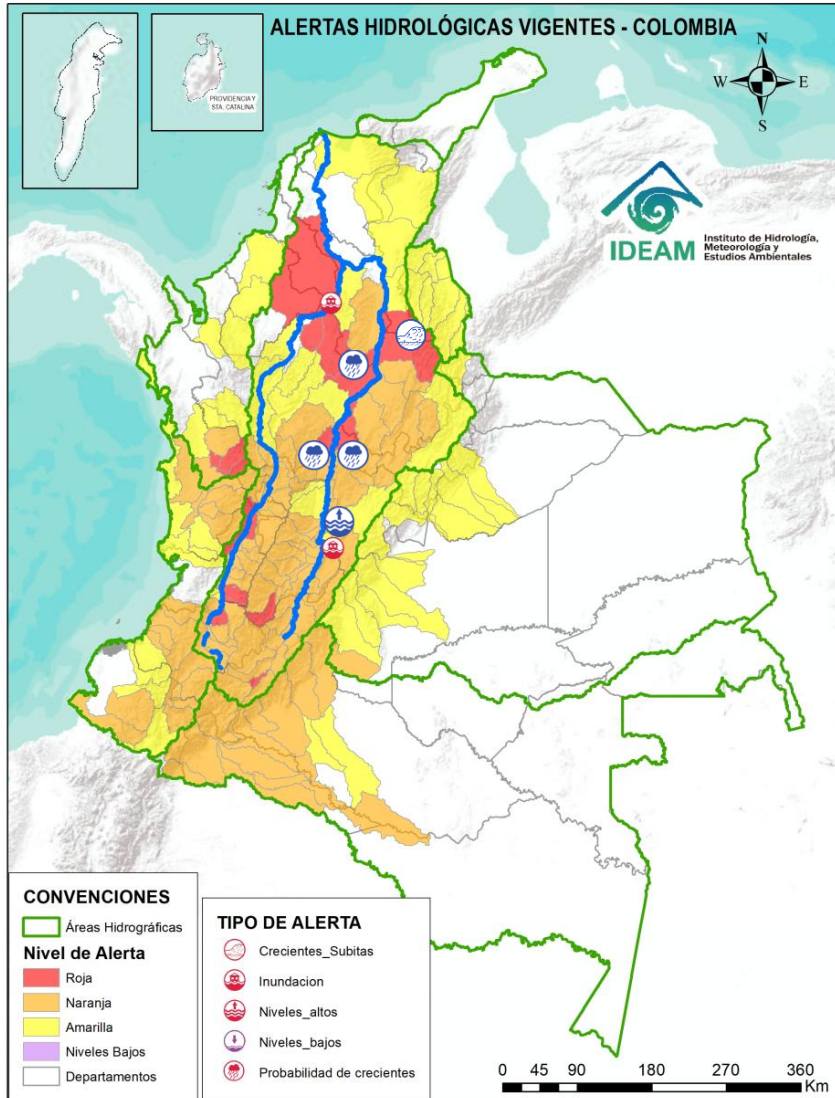 ALERTAS HIDROLÓGICAS VIGENTES - COLOMBIA
PROVIDENCIA Y
STA. CATALINA
N
W
E
S
IDEAM
Instituto de Hidrología,
Meteorología y
Estudios Ambientales
CONVENCIONES
Áreas Hidrográficas
Nivel de Alerta
Roja
Naranja
Amarilla
Niveles Bajos
Departamentos
TIPO DE ALERTA
Crecientes_Subitas
Inundacion
Niveles_altos
Niveles_bajos
Probabilidad de crecientes
0 45 90 180 270 360
Km